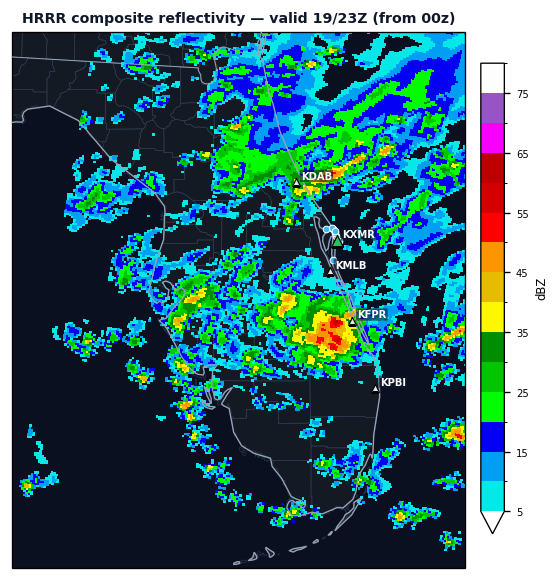 HRRR composite reflectivity — valid 19/23Z (from 00z)
KDAB
KXMR
KMLB
KFPR
KPBI
75
65
55
45
35
25
15
5
dBZ